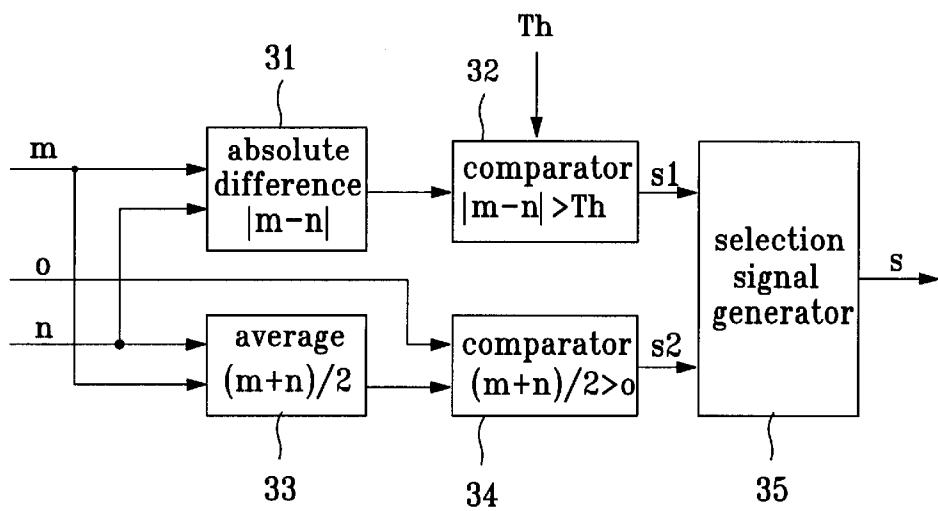 Th
31
32
m
absolute
difference
|m-n|
comparator
|m-n|>Th
s1
o
selection
signal
generator
s
n
average
(m+n)/2
comparator
(m+n)/2>o
s2
33
34
35